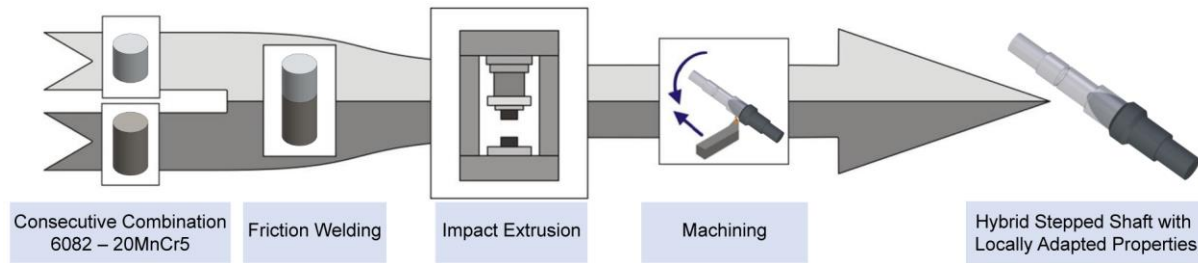 Consecutive Combination
6082 – 20MnCr5
Friction Welding
Impact Extrusion
Machining
Hybrid Stepped Shaft with
Locally Adapted Properties